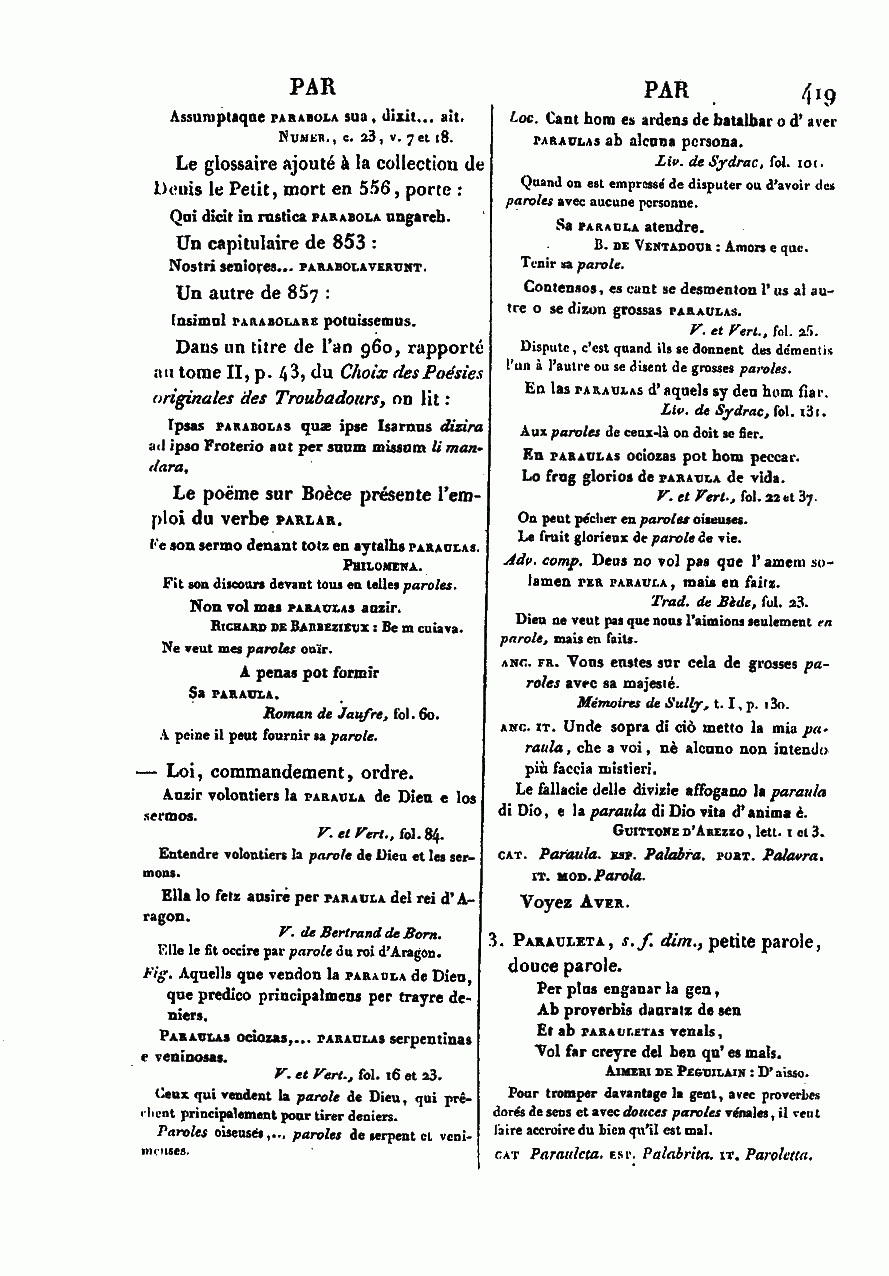 PAR
PAR 419
Assumptaque PARABOLA sua, dixit... ait.
NUMER., c. 23, v. 7 et 18.
Le glossaire ajouté à la collection de
Denis le Petit, mort en 556, porte :
Qui dicit in rustica PARABOLA ungareh.
Un capitulaire de 853 :
Nostri seniores... PARABOLAVERUNT.
Un autre de 857 :
Insimul PARABOLARE potuissemus.
Dans un titre de l'an 960, rapporté
au tome II, p. 43, du Choix des Poésies
originales des Troubadours, on lit :
Ipsas PARABOLAS quæ ipse Isarnus dizira
ad ipso Froterio aut per suum missum li man-
dara.
Le poëme sur Boèce présente l'em-
ploi du verbe PARLAR.
Fe son sermo denant totz en aytalhs PARAULAS.
PHILOMENA.
Fit son discours devant tous en telles paroles.
Non vol mas PARAULAS auzir.
RICHARD DE BARBEZIEUX : Be m cuiava.
Ne veut mes paroles ouïr.
A penas pot formir
Sa PARAULA.
Roman de Jaufre, fol. 60.
A peine il peut fournir sa parole.
— Loi, commandement, ordre.
Auzir volontiers la PARAULA de Dieu e los
sermos.
V. et Vert., fol. 84.
Entendre volontiers la parole de Dieu et les ser-
mons.
Ella lo fetz ausire per PARAULA del rei d'A-
ragon.
V. de Bertrand de Born.
Elle le fit occire par parole du roi d'Aragon.
Fig. Aquells que vendon la PARAULA de Dieu,
que predico principalmens per trayre de-
niers.
PARAULAS ociozas,... PARAULAS serpentinas
e veninosas.
V. et Vert., fol. 16 et 23.
Ceux qui vendent la parole de Dieu, qui prê-
chent principalement pour tirer deniers.
Paroles oiseuses,... paroles de serpent et veni-
meuses.
Loc. Cant hom es ardens de batalhar o d'aver
PARAULAS ab alcuna persona.
Liv. de Sydrac, fol. 101.
Quand on est empressé de disputer ou d'avoir des
paroles avec aucune personne.
Sa PARAULA atendre.
B. DE VENTADOUR : Amors e que.
Tenir sa parole.
Contensos, es cant se desmenton l'us al au-
tre o se dizon grossas PARAULAS.
V. et Vert., fol. 25.
Dispute, c'est quand ils se donnent des démentis
l'un à l'autre ou se disent de grosses paroles.
En las PARAULAS d'aquels sy deu hom fiar.
Liv. de Sydrac, fol. 131.
Aux paroles de ceux-là on doit se fier.
En PARAULAS ociozas pot hom peccar.
Lo frug glorios de PARAULA de vida.
V. et Vert., fol. 22 et 37.
On peut pécher en paroles oiseuses.
Le fruit glorieux de parole de vie.
Adv. comp. Deus no vol pas que l'amem so-
lamen PER PARAULA, mais en faitz.
Trad. de Bède, fol. 23.
Dieu ne veut pas que nous l'aimions seulement en
parole, mais en faits.
ANC. FR. Vous eustes sur cela de grosses pa-
roles avec sa majesté.
Mémoires de Sully, t. I, p. 130.
ANC. IT. Unde sopra di ciò metto la mia pa-
raula, che a voi, nè alcuno non intendo
più faccia mistieri.
Le fallacie delle divizie affogano la paraula
di Dio, e la paraula di Dio vita d'anima è.
GUITTONE D'AREZZO, lett. 1 et 3.
CAT. Paraula. ESP. Palabra. PORT. Palavra.
IT. MOD. Parola.
Voyez AVER.
3. PARAULETA, s. f. dim., petite parole,
douce parole.
Per plus enganar la gen,
Ab proverbis dauratz de sen
Et ab PARAULETAS venals,
Vol far creyre del ben qu'es mals.
AIMERI DE PEGUILAIN : D'aisso.
Pour tromper davantage la gent, avec proverbes
dorés de sens et avec douces paroles vénales, il veut
faire accroire du bien qu'il est mal.
CAT Parauleta. ESP. Palabrita. IT. Paroletta.